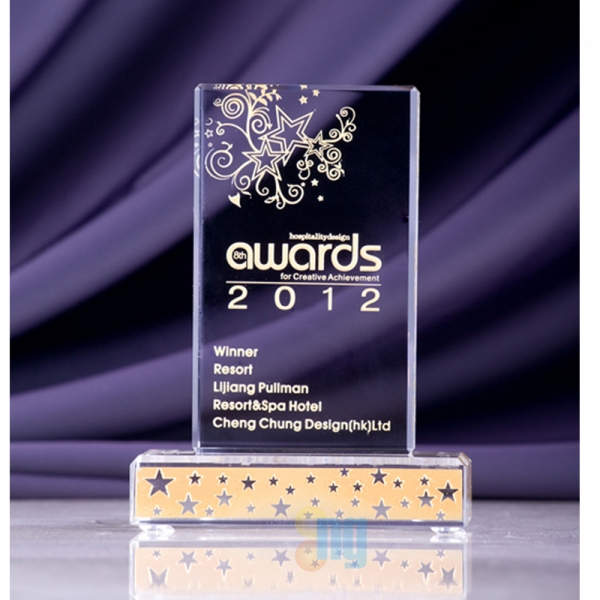 hospitalitydesign
8th awards
for Creative Achievement
2012
Winner
Resort
Lijiang Pullman
Resort&Spa Hotel
Cheng Chung Design(hk)Ltd